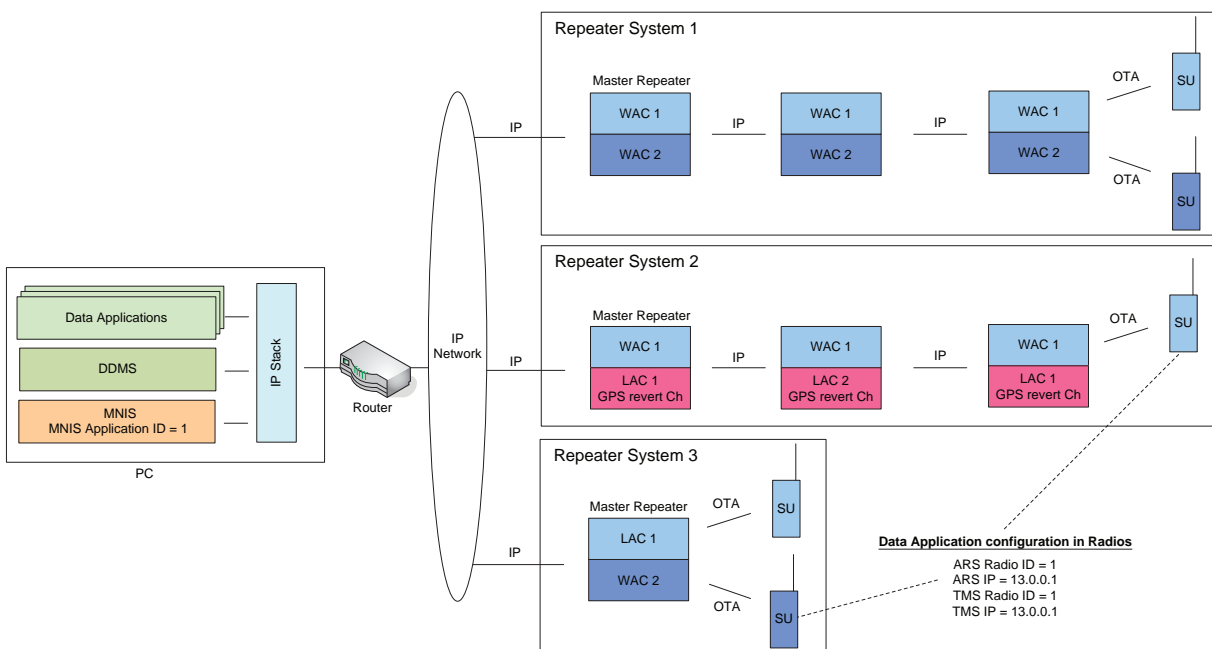 Repeater System 1
Master Repeater
WAC 1
WAC 2
IP
IP
WAC 1
WAC 2
IP
WAC 1
WAC 2
OTA
OTA
SU
SU
Repeater System 2
Master Repeater
WAC 1
LAC 1
GPS revert Ch
IP
IP
WAC 1
LAC 2
GPS revert Ch
IP
WAC 1
LAC 1
GPS revert Ch
OTA
SU
Data Applications
DDMS
MNIS
MNIS Application ID = 1
IP Stack
PC
Router
IP
Network
Repeater System 3
Master Repeater
LAC 1
WAC 2
IP
OTA
OTA
SU
SU
Data Application configuration in Radios
ARS Radio ID = 1
ARS IP = 13.0.0.1
TMS Radio ID = 1
TMS IP = 13.0.0.1